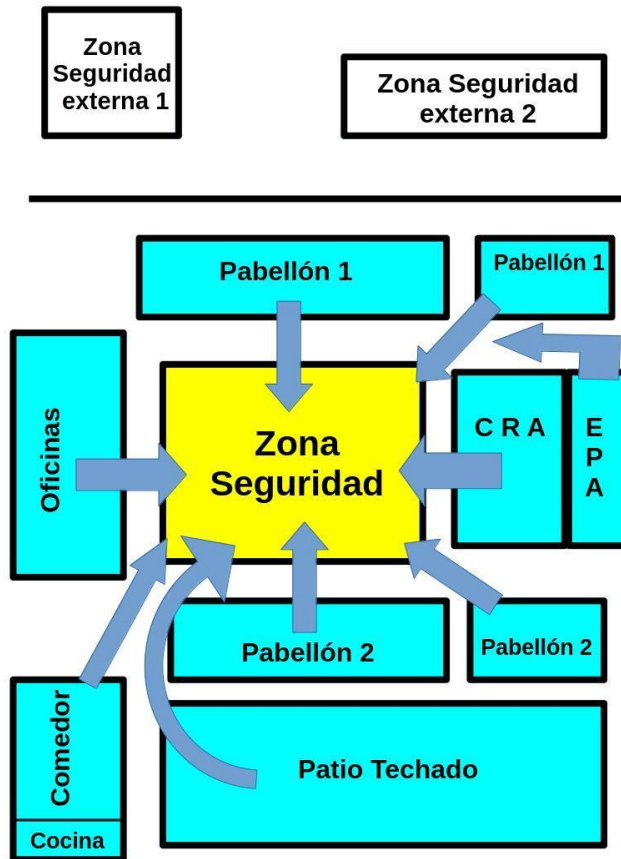 Zona
Seguridad
externa 1
Zona Seguridad
externa 2
Pabellón 1
Pabellón 1
Oficinas
Zona
Seguridad
C R A
E
P
A
Pabellón 2
Pabellón 2
Comedor
Cocina
Patio Techado